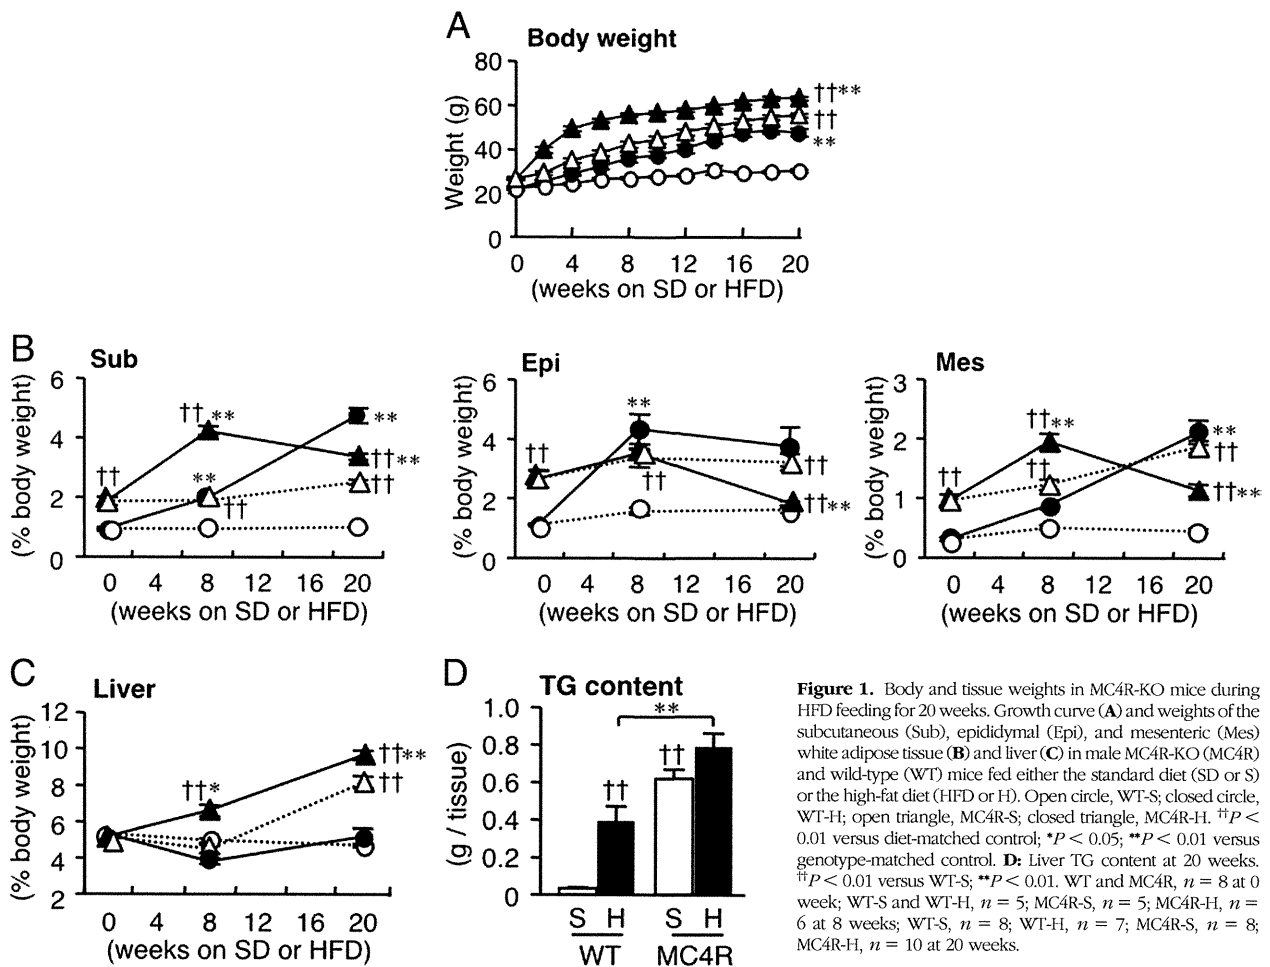 A
Body weight
80
60
40
20
0
Weight (g)
††**
††
**
0 4 8 12 16 20
(weeks on SD or HFD)
B
Sub
6
4
2
0
(% body weight)
††
††**
**
††
**
††**
††
0 4 8 12 16 20
(weeks on SD or HFD)
Epi
6
4
2
0
(% body weight)
††
**
††
††
††**
0 4 8 12 16 20
(weeks on SD or HFD)
Mes
3
2
1
0
(% body weight)
††
††**
††
**
††
††**
0 4 8 12 16 20
(weeks on SD or HFD)
C
Liver
12
10
8
6
4
2
(% body weight)
††*
††**
††
0 4 8 12 16 20
(weeks on SD or HFD)
D
TG content
1.0
0.8
0.6
0.4
0.2
0
(g / tissue)
**
††
††
S H S H
WT MC4R
Figure 1. Body and tissue weights in MC4R-KO mice during
HFD feeding for 20 weeks. Growth curve (A) and weights of the
subcutaneous (Sub), epididymal (Epi), and mesenteric (Mes)
white adipose tissue (B) and liver (C) in male MC4R-KO (MC4R)
and wild-type (WT) mice fed either the standard diet (SD or S)
or the high-fat diet (HFD or H). Open circle, WT-S; closed circle,
WT-H; open triangle, MC4R-S; closed triangle, MC4R-H. ††P <
0.01 versus diet-matched control; *P < 0.05; **P < 0.01 versus
genotype-matched control. D: Liver TG content at 20 weeks.
††P < 0.01 versus WT-S; **P < 0.01. WT and MC4R, n = 8 at 0
week; WT-S and WT-H, n = 5; MC4R-S, n = 5; MC4R-H, n =
6 at 8 weeks; WT-S, n = 8; WT-H, n = 7; MC4R-S, n = 8;
MC4R-H, n = 10 at 20 weeks.